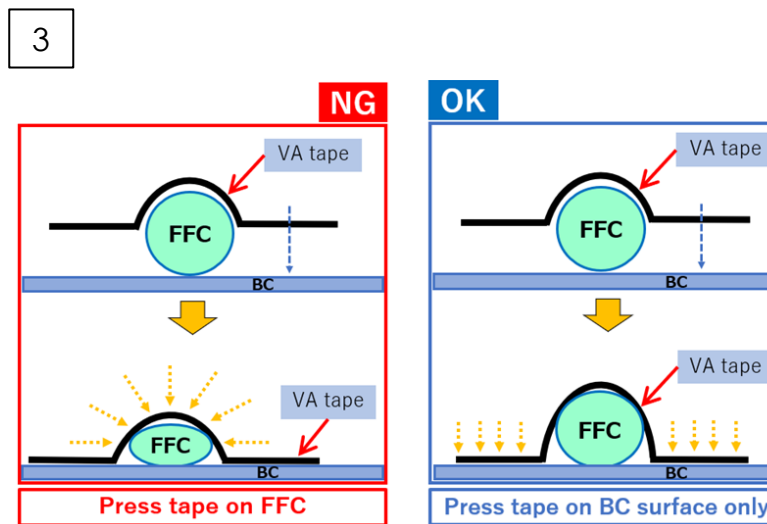 3
NG
VA tape
FFC
BC
FFC
VA tape
BC
Press tape on FFC
OK
VA tape
FFC
BC
VA tape
FFC
BC
Press tape on BC surface only